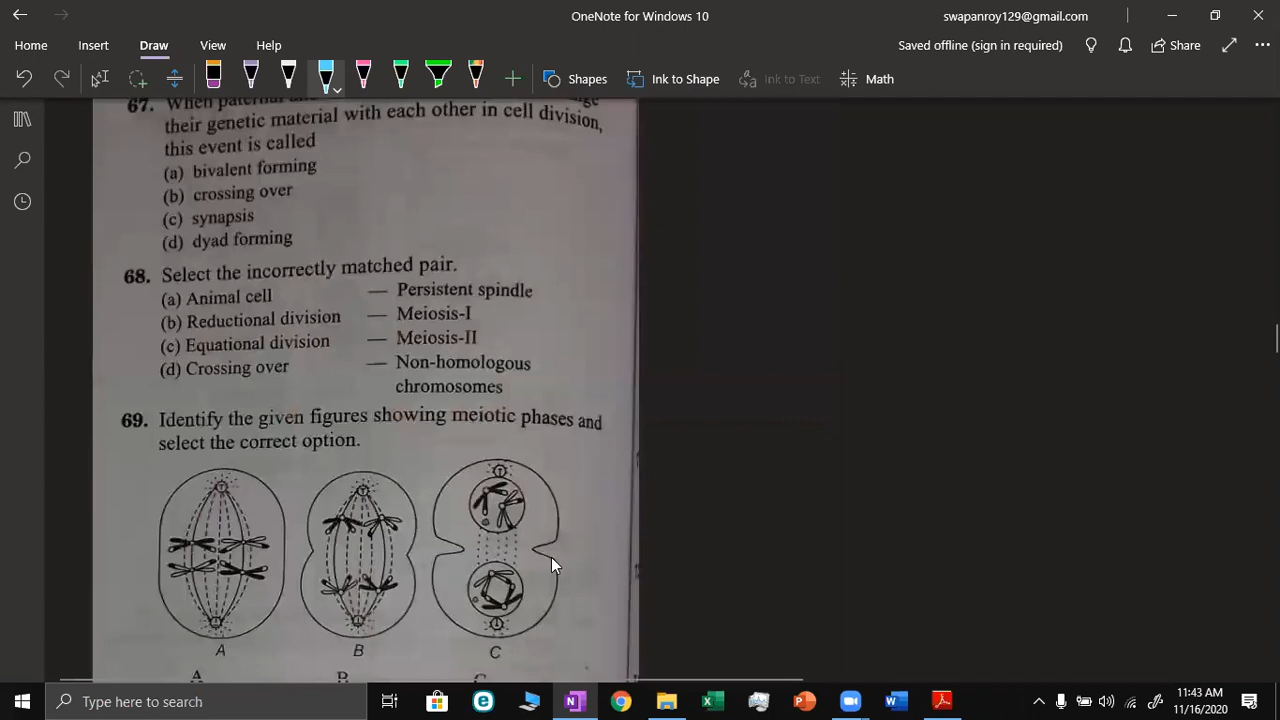 OneNote for Windows 10
swapanroy129@gmail.com
Home Insert Draw View Help
Saved offline (sign in required)
Share
Shapes
Ink to Shape
Ink to Text
Math
67. When
their genetic material with each other in cell division,
this event is called
(a) bivalent forming
(b) crossing over
(c) synapsis
(d) dyad forming
68. Select the incorrectly matched pair.
(a) Animal cell — Persistent spindle
(b) Reductional division — Meiosis-I
(c) Equational division — Meiosis-II
(d) Crossing over — Non-homologous
chromosomes
69. Identify the given figures showing meiotic phases and
select the correct option.
A B C
A B C
Type here to search
1:43 AM
11/16/2020